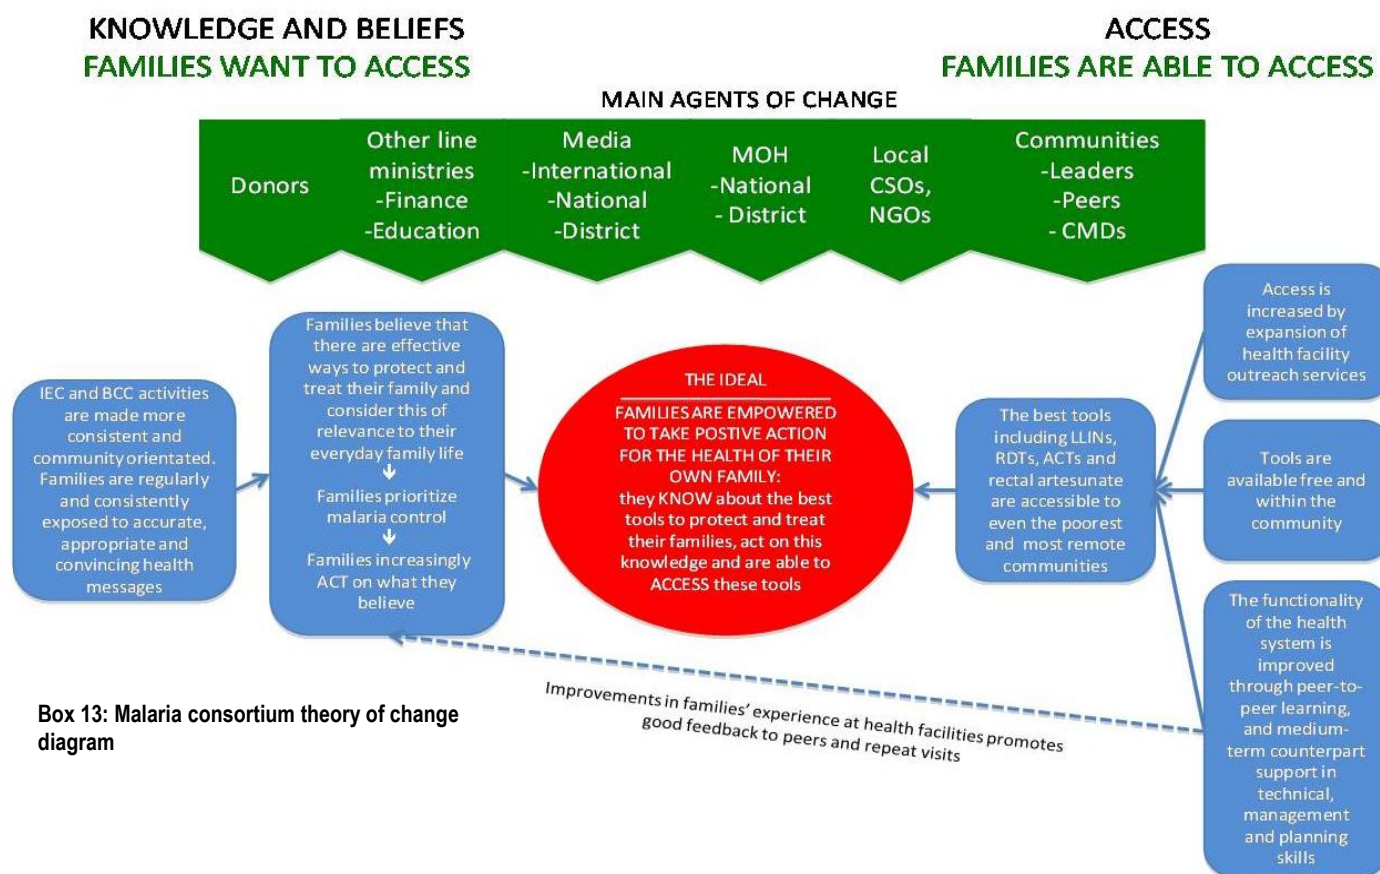 KNOWLEDGE AND BELIEFS
FAMILIES WANT TO ACCESS
ACCESS
FAMILIES ARE ABLE TO ACCESS
MAIN AGENTS OF CHANGE
Donors
Other line
ministries
-Finance
-Education
Media
-International
-National
-District
MOH
-National
- District
Local
CSOs,
NGOs
Communities
-Leaders
-Peers
- CMDs
IEC and BCC activities
are made more
consistent and
community orientated.
Families are regularly
and consistently
exposed to accurate,
appropriate and
convincing health
messages
Families believe that
there are effective
ways to protect and
treat their family and
consider this of
relevance to their
everyday family life
Families prioritize
malaria control
Families increasingly
ACT on what they
believe
THE IDEAL
FAMILIES ARE EMPOWERED
TO TAKE POSTIVE ACTION
FOR THE HEALTH OF THEIR
OWN FAMILY:
they KNOW about the best
tools to protect and treat
their families, act on this
knowledge and are able to
ACCESS these tools
The best tools
including LLINs,
RDTs, ACTs and
rectal artesunate
are accessible to
even the poorest
and most remote
communities
Access is
increased by
expansion of
health facility
outreach services
Tools are
available free and
within the
community
The functionality
of the health
system is
improved
through peer-to-
peer learning,
and medium-
term counterpart
support in
technical,
management
and planning
skills
Improvements in families' experience at health facilities promotes
good feedback to peers and repeat visits
Box 13: Malaria consortium theory of change
diagram